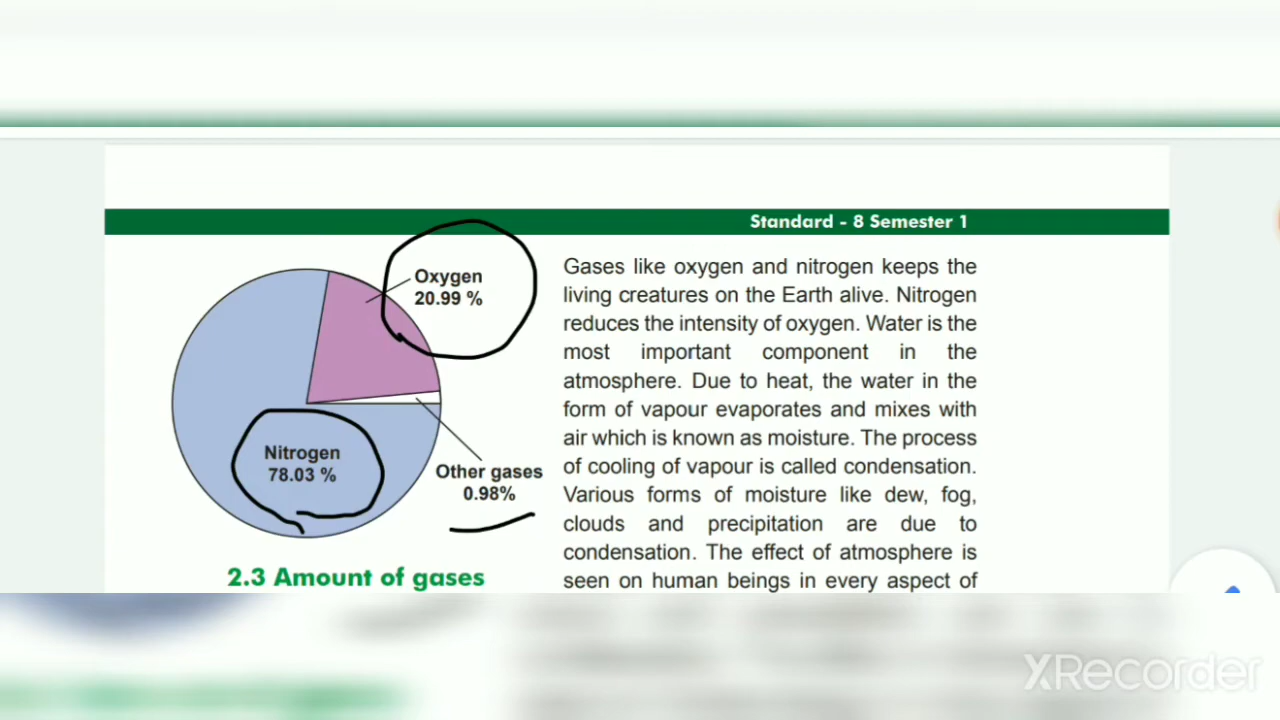 Standard - 8 Semester 1
Oxygen
20.99 %
Nitrogen
78.03 %
Other gases
0.98%
2.3 Amount of gases
Gases like oxygen and nitrogen keeps the
living creatures on the Earth alive. Nitrogen
reduces the intensity of oxygen. Water is the
most important component in the
atmosphere. Due to heat, the water in the
form of vapour evaporates and mixes with
air which is known as moisture. The process
of cooling of vapour is called condensation.
Various forms of moisture like dew, fog,
clouds and precipitation are due to
condensation. The effect of atmosphere is
seen on human beings in every aspect of
XRecorder